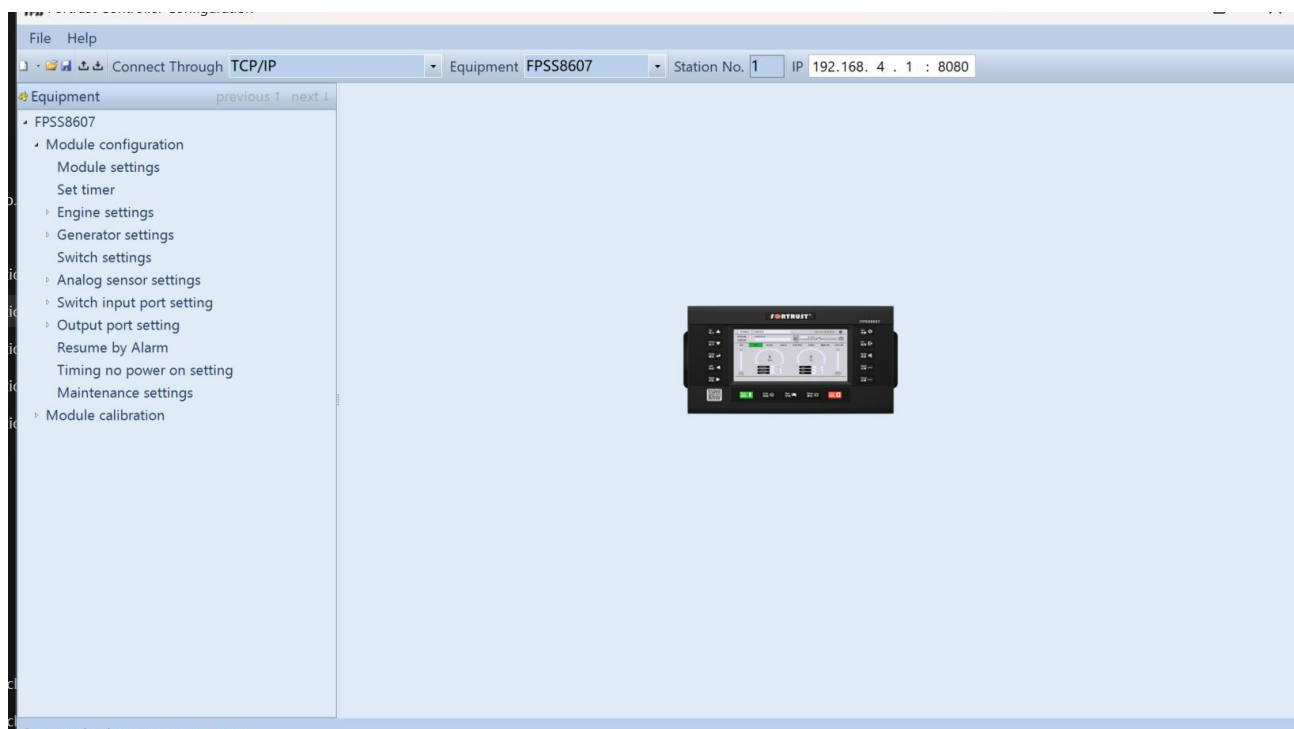 File Help
Connect Through TCP/IP Equipment FPSS8607 Station No. 1 IP 192.168. 4 . 1 : 8080
Equipment previous next
FPSS8607
Module configuration
Module settings
Set timer
Engine settings
Generator settings
Switch settings
Analog sensor settings
Switch input port setting
Output port setting
Resume by Alarm
Timing no power on setting
Maintenance settings
Module calibration
FORTRUST
FPSS8607